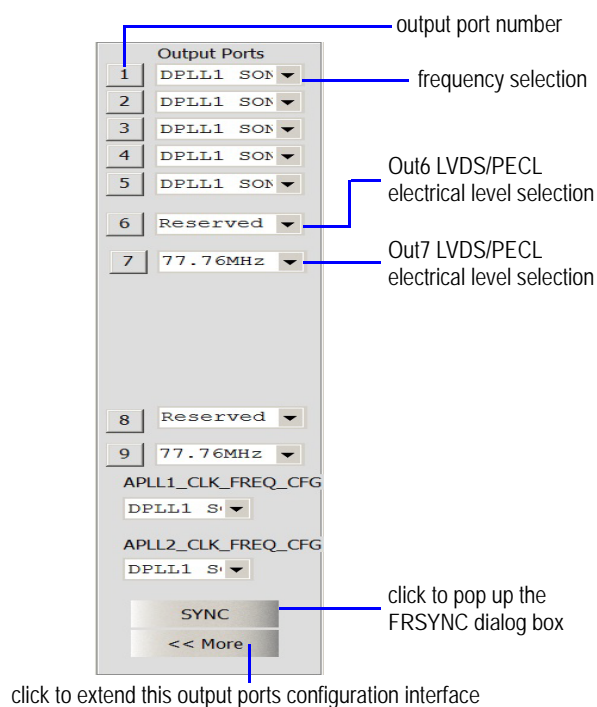 output port number
Output Ports
1 DPLL1 SON
frequency selection
2 DPLL1 SON
3 DPLL1 SON
4 DPLL1 SON
5 DPLL1 SON
Out6 LVDS/PECL
electrical level selection
6 Reserved
Out7 LVDS/PECL
electrical level selection
7 77.76MHz
8 Reserved
9 77.76MHz
APLL1_CLK_FREQ_CFG
DPLL1 S
APLL2_CLK_FREQ_CFG
DPLL1 S
click to pop up the
FRSYNC dialog box
SYNC
<< More
click to extend this output ports configuration interface